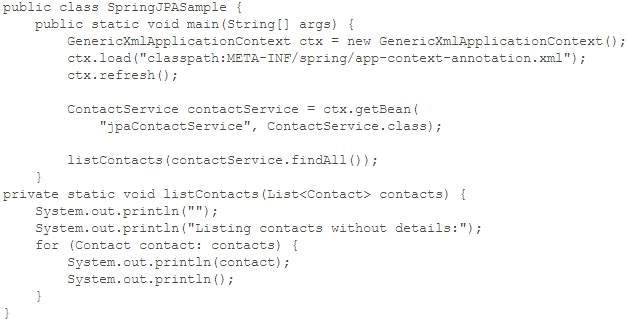 public class SpringJPASample {
    public static void main(String[] args) {
        GenericXmlApplicationContext ctx = new GenericXmlApplicationContext();
        ctx.load("classpath:META-INF/spring/app-context-annotation.xml");
        ctx.refresh();

        ContactService contactService = ctx.getBean(
            "jpaContactService", ContactService.class);

        listContacts(contactService.findAll());
    }
private static void listContacts(List<Contact> contacts) {
    System.out.println("");
    System.out.println("Listing contacts without details:");
    for (Contact contact: contacts) {
        System.out.println(contact);
        System.out.println();
    }
}